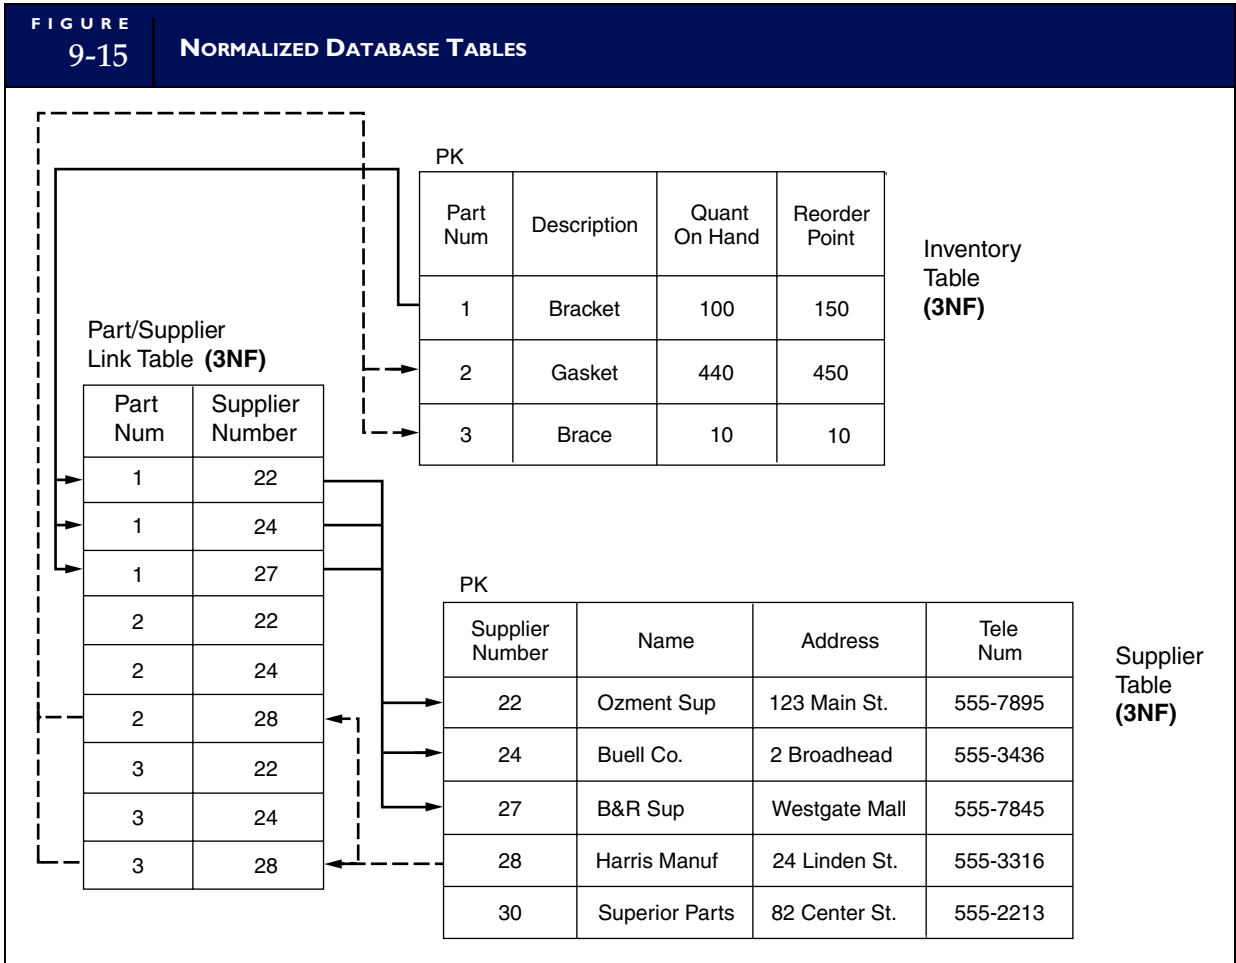 FIGURE
9-15
NORMALIZED DATABASE TABLES
PK
Part Num Description Quant On Hand Reorder Point
1 Bracket 100 150
2 Gasket 440 450
3 Brace 10 10
Inventory
Table
(3NF)
Part/Supplier
Link Table (3NF)
Part Num Supplier Number
1 22
1 24
1 27
2 22
2 24
2 28
3 22
3 24
3 28
PK
Supplier Number Name Address Tele Num
22 Ozment Sup 123 Main St. 555-7895
24 Buell Co. 2 Broadhead 555-3436
27 B&R Sup Westgate Mall 555-7845
28 Harris Manuf 24 Linden St. 555-3316
30 Superior Parts 82 Center St. 555-2213
Supplier
Table
(3NF)